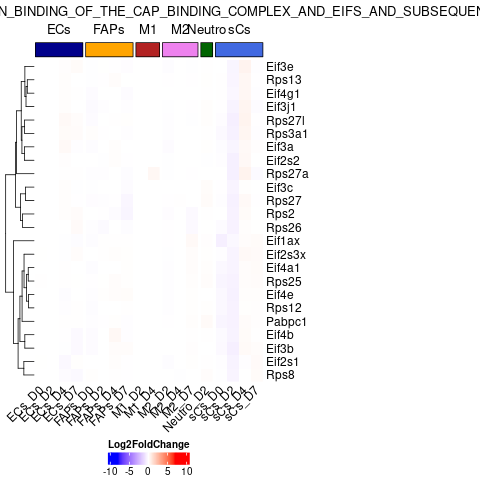 N_BINDING_OF_THE_CAP_BINDING_COMPLEX_AND_EIFS_AND_SUBSEQUEN
ECs FAPs M1 M2 Neutro sCs
Eif3e
Rps13
Eif4g1
Eif3j1
Rps27l
Rps3a1
Eif3a
Eif2s2
Rps27a
Eif3c
Rps27
Rps2
Rps26
Eif1ax
Eif2s3x
Eif4a1
Rps25
Eif4e
Rps12
Pabpc1
Eif4b
Eif3b
Eif2s1
Rps8
ECs_D0
ECs_D2
ECs_D4
ECs_D7
FAPs_D0
FAPs_D2
FAPs_D4
FAPs_D7
M1_D2
M1_D4
M2_D2
M2_D4
M2_D7
Neutro_D2
sCs_D0
sCs_D2
sCs_D4
sCs_D7
Log2FoldChange
-10 -5 0 5 10